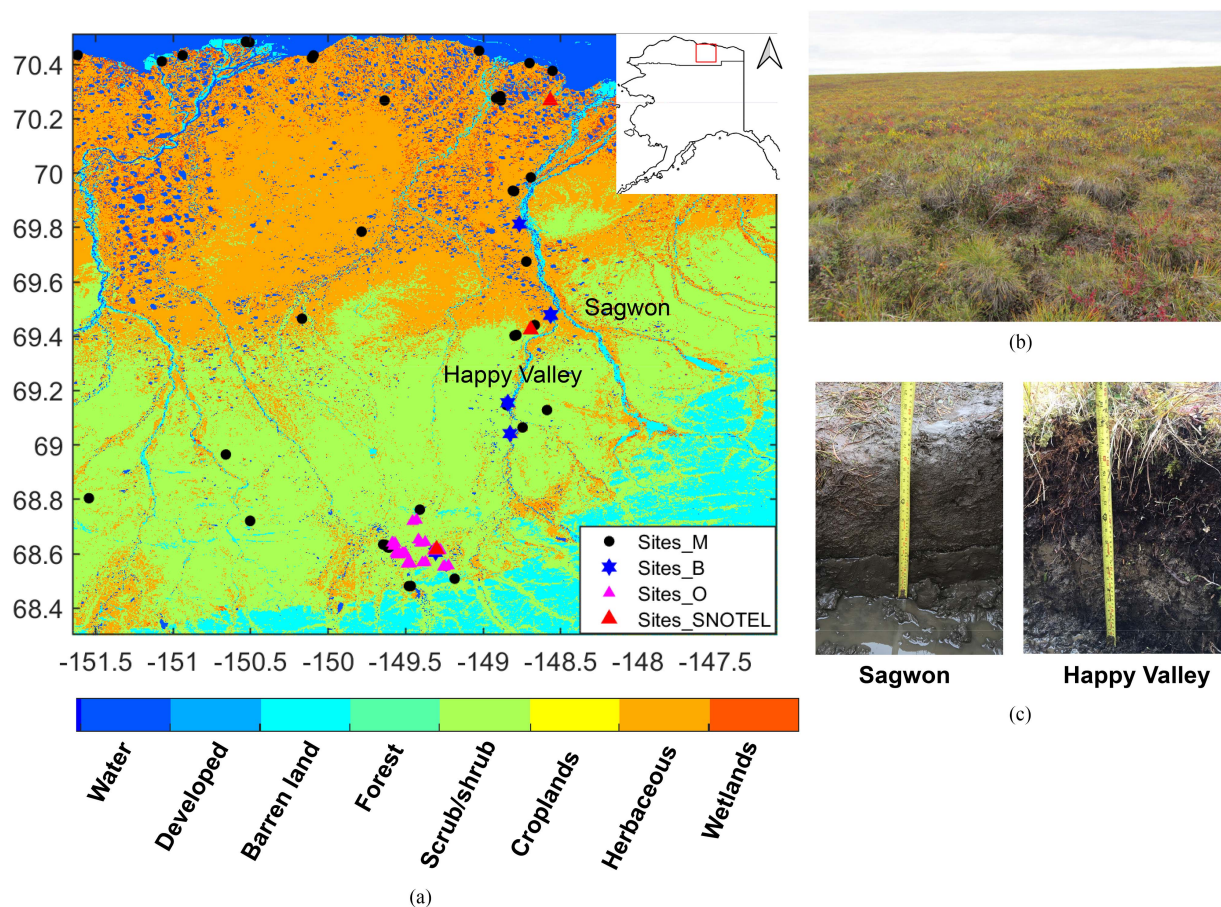 70.4
70.2
70
69.8
69.6
69.4
69.2
69
68.8
68.6
68.4
Sagwon
Happy Valley
Sites_M
Sites_B
Sites_O
Sites_SNOTEL
-151.5 -151 -150.5 -150 -149.5 -149 -148.5 -148 -147.5
Water
Developed
Barren land
Forest
Scrub/shrub
Croplands
Herbaceous
Wetlands
(a)
(b)
Sagwon Happy Valley
(c)